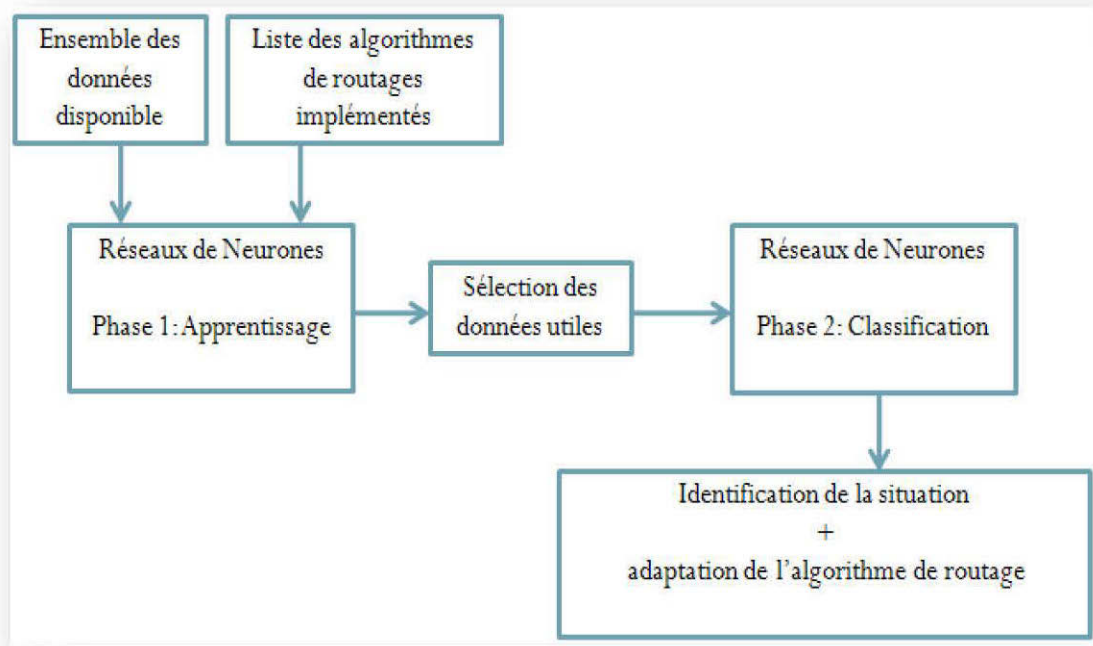 Ensemble des
données
disponible
Liste des algorithmes
de routages
implémentés
Réseaux de Neurones
Phase 1: Apprentissage
Sélection des
données utiles
Réseaux de Neurones
Phase 2: Classification
Identification de la situation
+
adaptation de l'algorithme de routage